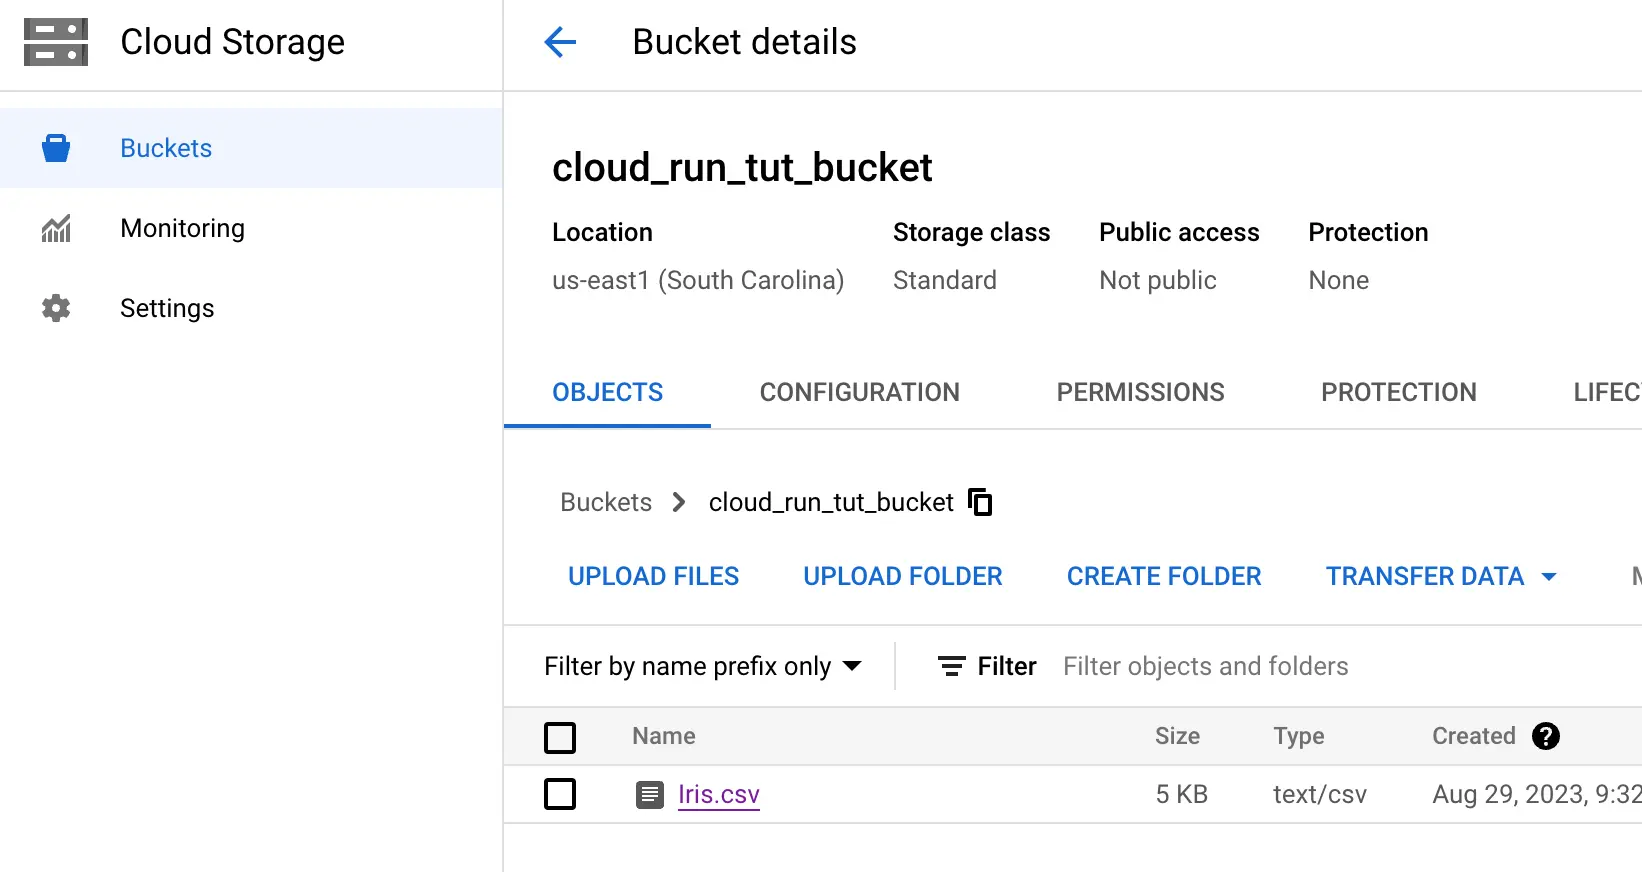 Cloud Storage
Bucket details
Buckets
Monitoring
Settings
cloud_run_tut_bucket
Location Storage class Public access Protection
us-east1 (South Carolina) Standard Not public None
OBJECTS CONFIGURATION PERMISSIONS PROTECTION
Buckets cloud_run_tut_bucket
UPLOAD FILES UPLOAD FOLDER CREATE FOLDER TRANSFER DATA
Filter by name prefix only Filter Filter objects and folders
Name Size Type Created ?
Iris.csv 5 KB text/csv Aug 29, 2023, 9:32